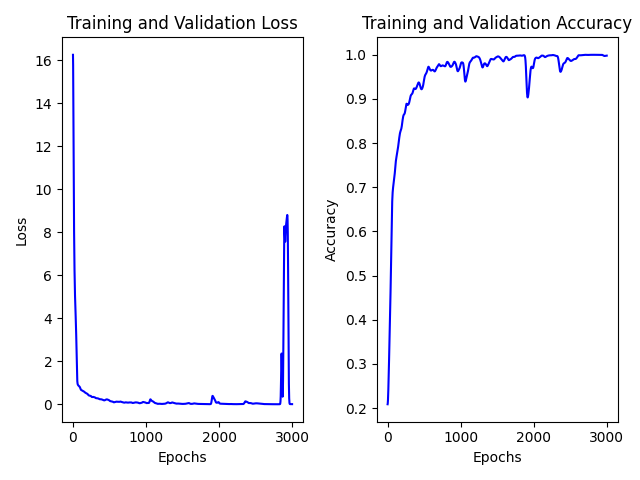 Training and Validation Loss
16
14
12
10
8
6
4
2
0
Loss
0 1000 2000 3000
Epochs
Training and Validation Accuracy
1.0
0.9
0.8
0.7
0.6
0.5
0.4
0.3
0.2
Accuracy
0 1000 2000 3000
Epochs